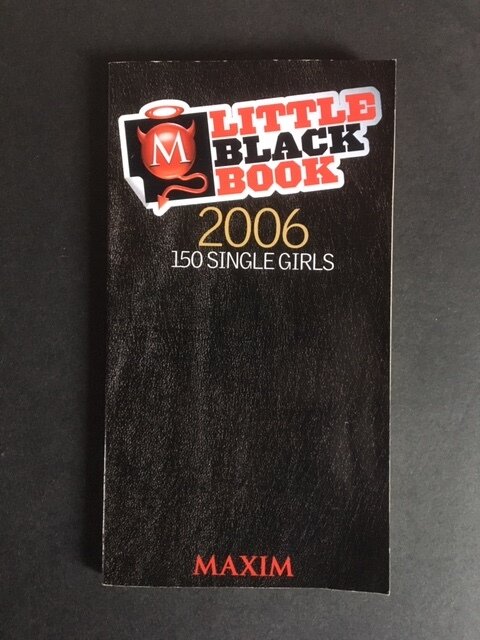 M
LITTLE
BLACK
BOOK
2006
150 SINGLE GIRLS
MAXIM